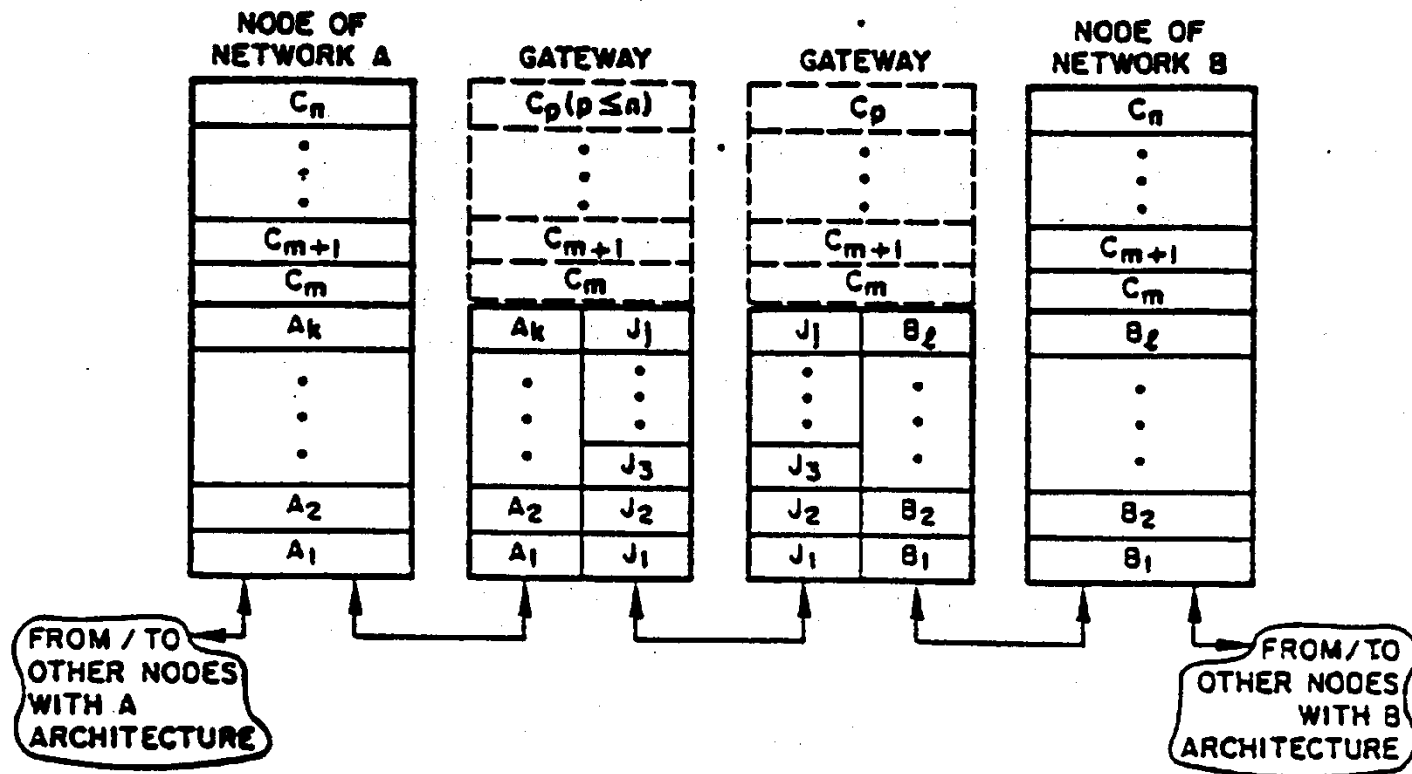 NODE OF
NETWORK A
Cₙ
Cₘ₊₁
Cₘ
Aₖ
A₂
A₁
GATEWAY
Cₚ(p≤n)
Cₘ₊₁
Cₘ
Aₖ Jⱼ
J₃
A₂ J₂
A₁ J₁
GATEWAY
Cₚ
Cₘ₊₁
Cₘ
Jⱼ Bℓ
J₃
J₂ B₂
J₁ B₁
NODE OF
NETWORK B
Cₙ
Cₘ₊₁
Cₘ
Bℓ
B₂
B₁
FROM / TO
OTHER NODES
WITH A
ARCHITECTURE
FROM / TO
OTHER NODES
WITH B
ARCHITECTURE